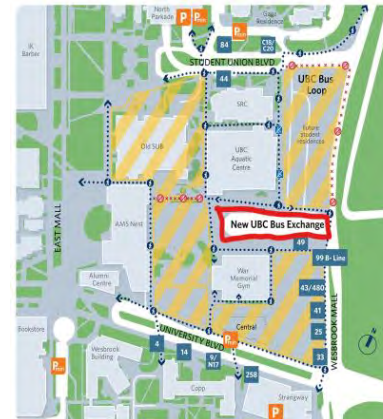 North
Parkade
P
Gage
Residence
IK
Barber
84
C18/
C20
STUDENT UNION BLVD
44
UBC Bus
Loop
SRC
Old SUB
UBC
Aquatic
Centre
Future
student
residences
EAST MALL
AMS Nest
New UBC Bus Exchange
49
99 B-Line
War
Memorial
Gym
43/480
Alumni
Centre
41
25
WESBROOK MALL
Bookstore
Central
33
UNIVERSITY BLVD
4
14
9/
N17
258
Wesbrook
building
Copp
Strangway
P